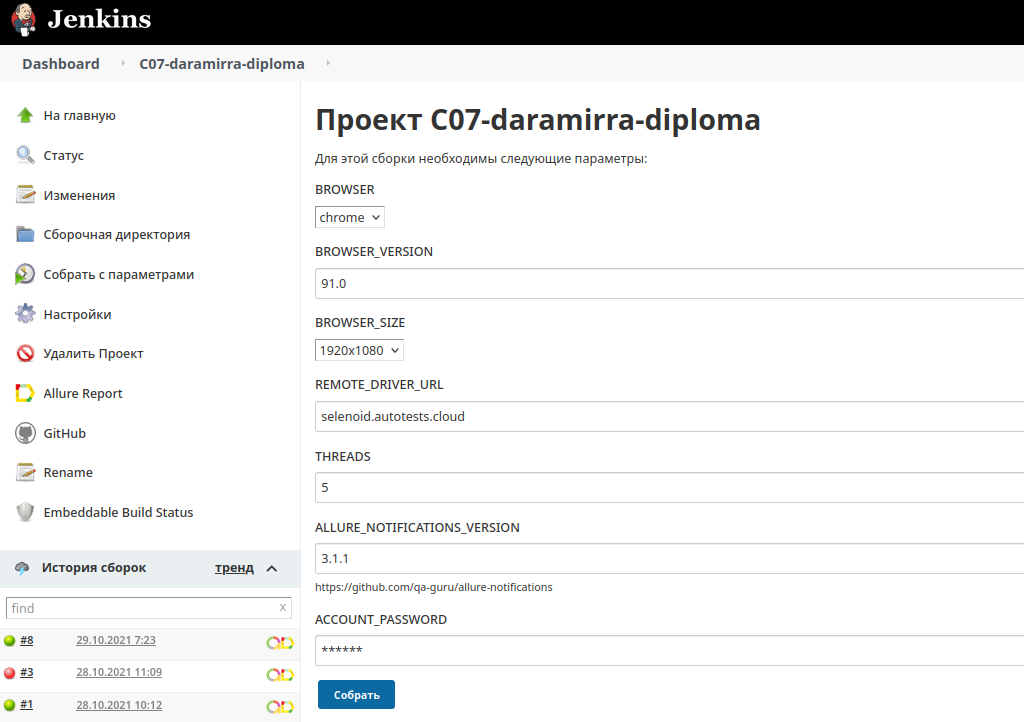 Jenkins
Dashboard
C07-daramirra-diploma
На главную
Статус
Изменения
Сборочная директория
Собрать с параметрами
Настройки
Удалить Проект
Allure Report
GitHub
Rename
Embeddable Build Status
История сборок
тренд
find
x
#8 29.10.2021 7:23
#3 28.10.2021 11:09
#1 28.10.2021 10:12
Проект C07-daramirra-diploma
Для этой сборки необходимы следующие параметры:
BROWSER
chrome
BROWSER_VERSION
91.0
BROWSER_SIZE
1920x1080
REMOTE_DRIVER_URL
selenoid.autotests.cloud
THREADS
5
ALLURE_NOTIFICATIONS_VERSION
3.1.1
https://github.com/qa-guru/allure-notifications
ACCOUNT_PASSWORD
******
Собрать